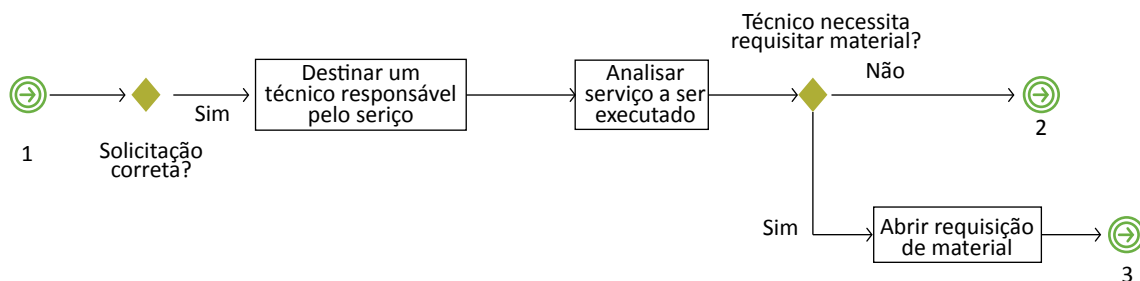 1
Solicitação
correta?
Sim
Destinar um
técnico responsável
pelo seriço
Analisar
serviço a ser
executado
Técnico necessita
requisitar material?
Não
2
Sim
Abrir requisição
de material
3